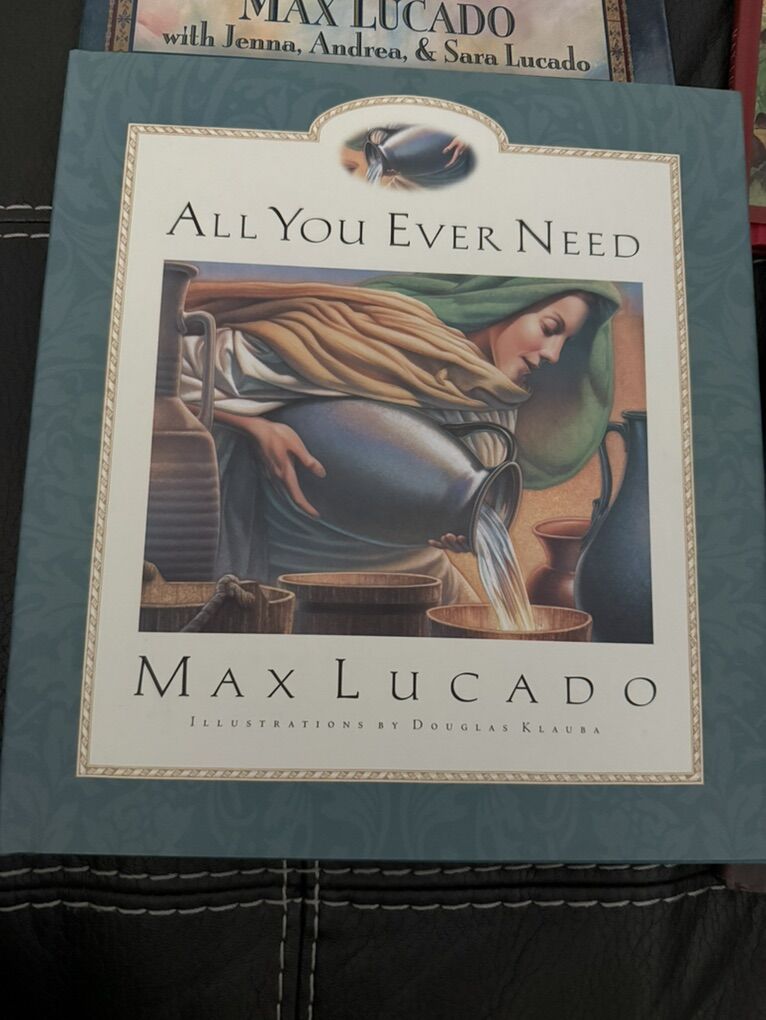 MAX LUCADO
with Jenna, Andrea, & Sara Lucado
ALL YOU EVER NEED
MAX LUCADO
ILLUSTRATIONS BY DOUGLAS KLAUBA